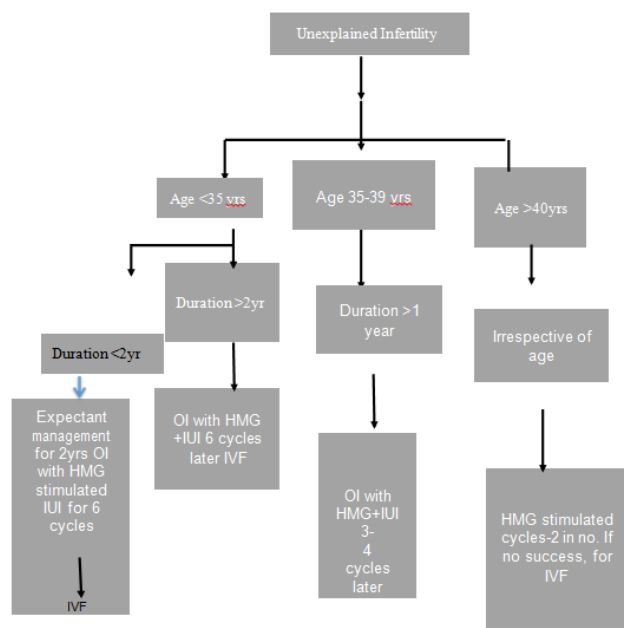 Unexplained Infertility
Age <35 yrs
Age 35-39 yrs
Age >40yrs
Duration >2yr
Duration <2yr
Duration >1
year
Irrespective of
age
Expectant
management
for 2yrs OI
with HMG
stimulated
IUI for 6
cycles
IVF
OI with HMG
+IUI 6 cycles
later IVF
OI with
HMG+IUI
3-
4
cycles
later
HMG stimulated
cycles-2 in no. If
no success, for
IVF